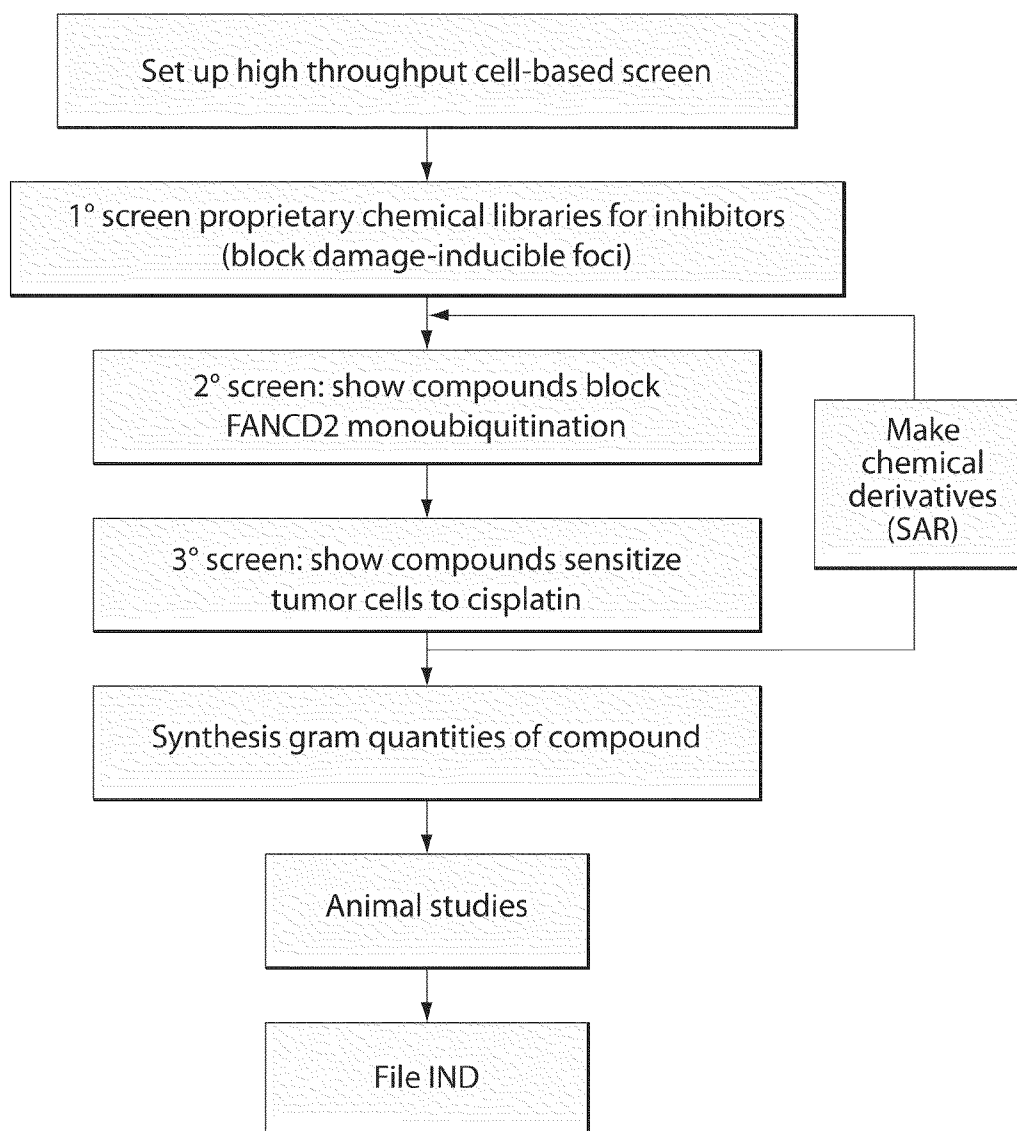 Set up high throughput cell-based screen
1° screen proprietary chemical libraries for inhibitors
(block damage-inducible foci)
2° screen: show compounds block
FANCD2 monoubiquitination
Make
chemical
derivatives
(SAR)
3° screen: show compounds sensitize
tumor cells to cisplatin
Synthesis gram quantities of compound
Animal studies
File IND